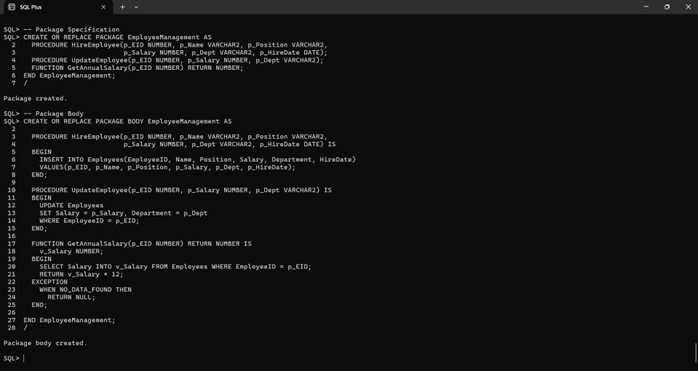 SQL Plus
SQL> -- Package Specification
SQL> CREATE OR REPLACE PACKAGE EmployeeManagement AS
  2    PROCEDURE HireEmployee(p_EID NUMBER, p_Name VARCHAR2, p_Position VARCHAR2,
  3                           p_Salary NUMBER, p_Dept VARCHAR2, p_HireDate DATE);
  4    PROCEDURE UpdateEmployee(p_EID NUMBER, p_Salary NUMBER, p_Dept VARCHAR2);
  5    FUNCTION GetAnnualSalary(p_EID NUMBER) RETURN NUMBER;
  6  END EmployeeManagement;
  7  /
Package created.
SQL> -- Package Body
SQL> CREATE OR REPLACE PACKAGE BODY EmployeeManagement AS
  2
  3    PROCEDURE HireEmployee(p_EID NUMBER, p_Name VARCHAR2, p_Position VARCHAR2,
  4                           p_Salary NUMBER, p_Dept VARCHAR2, p_HireDate DATE) IS
  5    BEGIN
  6      INSERT INTO Employees(EmployeeID, Name, Position, Salary, Department, HireDate)
  7      VALUES(p_EID, p_Name, p_Position, p_Salary, p_Dept, p_HireDate);
  8    END;
  9
 10    PROCEDURE UpdateEmployee(p_EID NUMBER, p_Salary NUMBER, p_Dept VARCHAR2) IS
 11    BEGIN
 12      UPDATE Employees
 13      SET Salary = p_Salary, Department = p_Dept
 14      WHERE EmployeeID = p_EID;
 15    END;
 16
 17    FUNCTION GetAnnualSalary(p_EID NUMBER) RETURN NUMBER IS
 18      v_Salary NUMBER;
 19    BEGIN
 20      SELECT Salary INTO v_Salary FROM Employees WHERE EmployeeID = p_EID;
 21      RETURN v_Salary * 12;
 22    EXCEPTION
 23      WHEN NO_DATA_FOUND THEN
 24        RETURN NULL;
 25    END;
 26
 27  END EmployeeManagement;
 28  /
Package body created.
SQL>